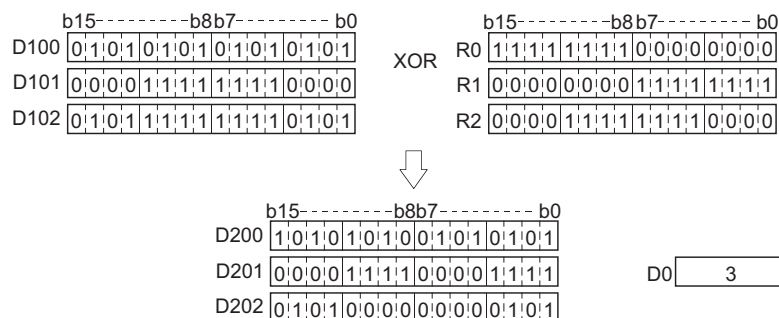 b15----------b8b7----------b0 b15----------b8b7----------b0
D100 0101010101010101 XOR R0 1111111100000000
D101 0000111111110000 R1 0000000011111111
D102 0101111111110101 R2 0000111111110000
b15----------b8b7----------b0
D200 1010101001010101
D201 0000111100001111 D0 3
D202 0101000000000101